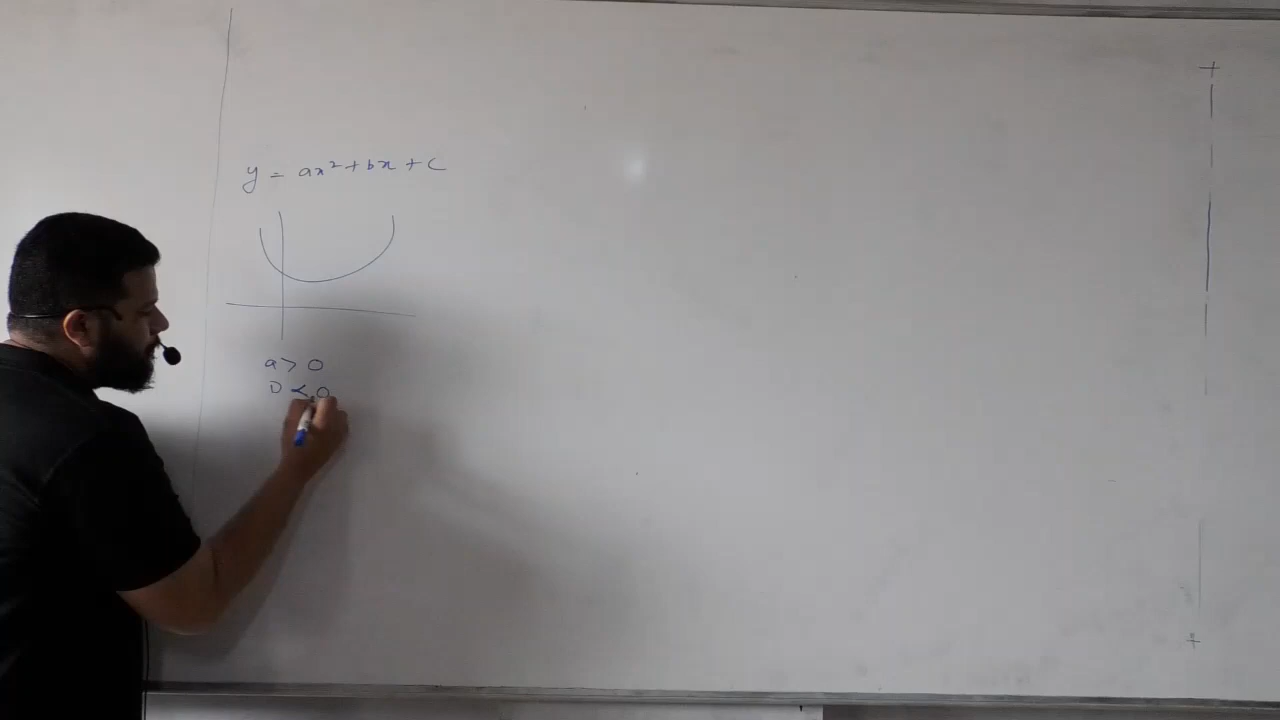 y = ax² + bx + c
a > 0
D < 0